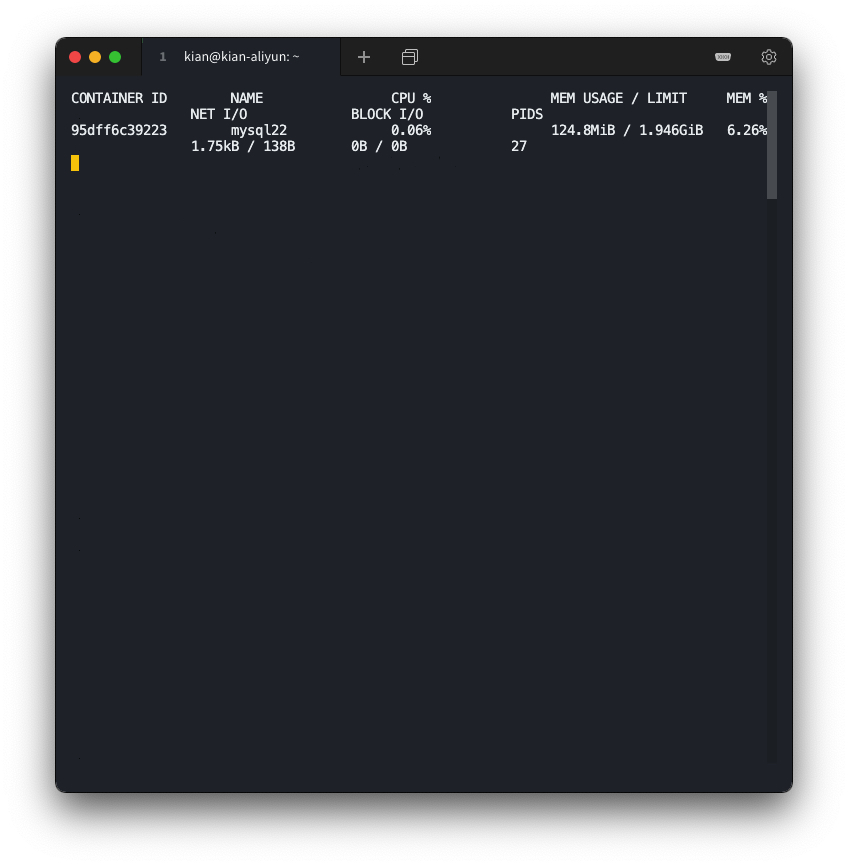 1 kian@kian-aliyun: ~
CONTAINER ID NAME CPU % MEM USAGE / LIMIT MEM %
NET I/O BLOCK I/O PIDS
95dff6c39223 mysql22 0.06% 124.8MiB / 1.946GiB 6.26%
1.75kB / 138B 0B / 0B 27